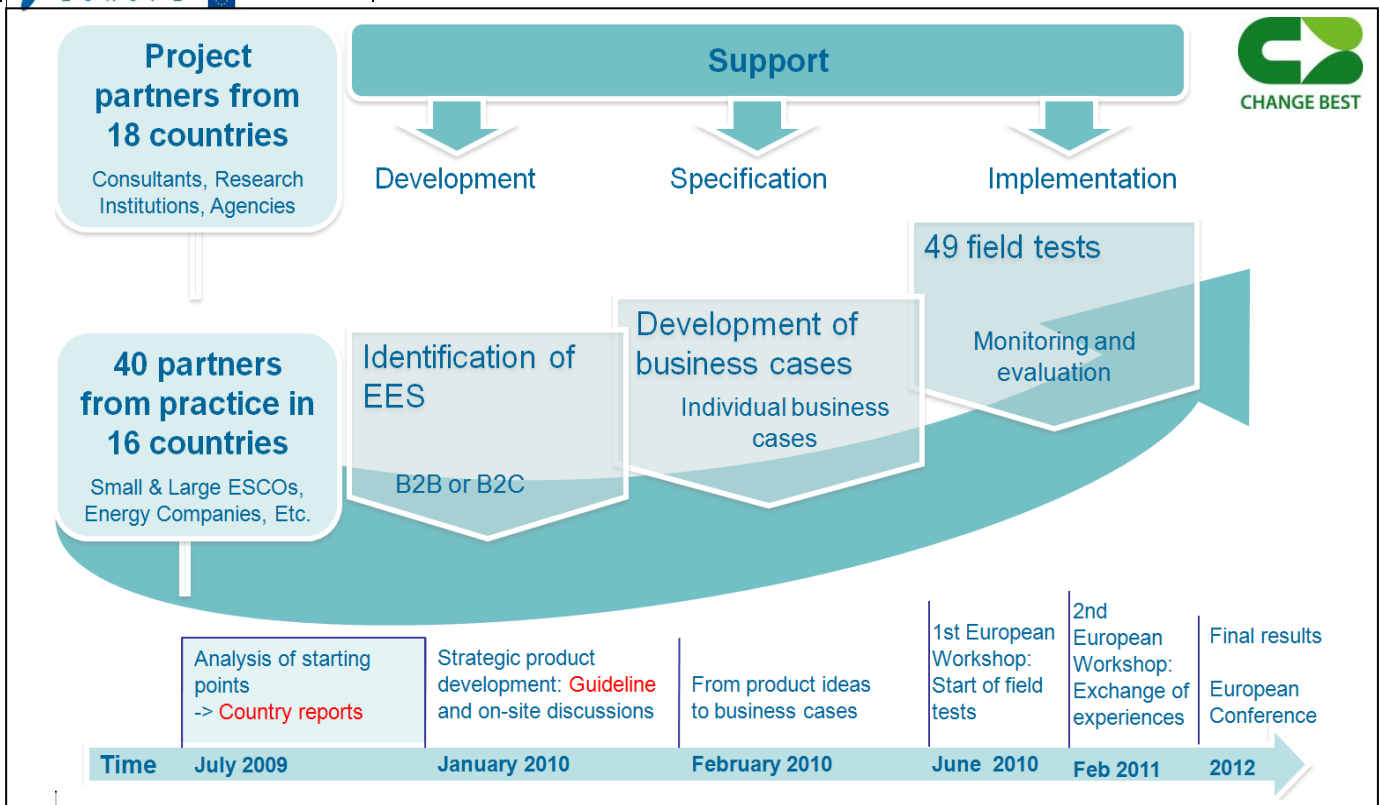 EUROPE
Project
partners from
18 countries
Consultants, Research
Institutions, Agencies
Support
CHANGE BEST
Development
Specification
Implementation
40 partners
from practice in
16 countries
Small & Large ESCOs,
Energy Companies, Etc.
Identification of
EES
B2B or B2C
Development of
business cases
Individual business
cases
49 field tests
Monitoring and
evaluation
Analysis of starting
points
-> Country reports
Strategic product
development: Guideline
and on-site discussions
From product ideas
to business cases
1st European
Workshop:
Start of field
tests
2nd
European
Workshop:
Exchange of
experiences
Final results
European
Conference
Time
July 2009
January 2010
February 2010
June 2010
Feb 2011
2012